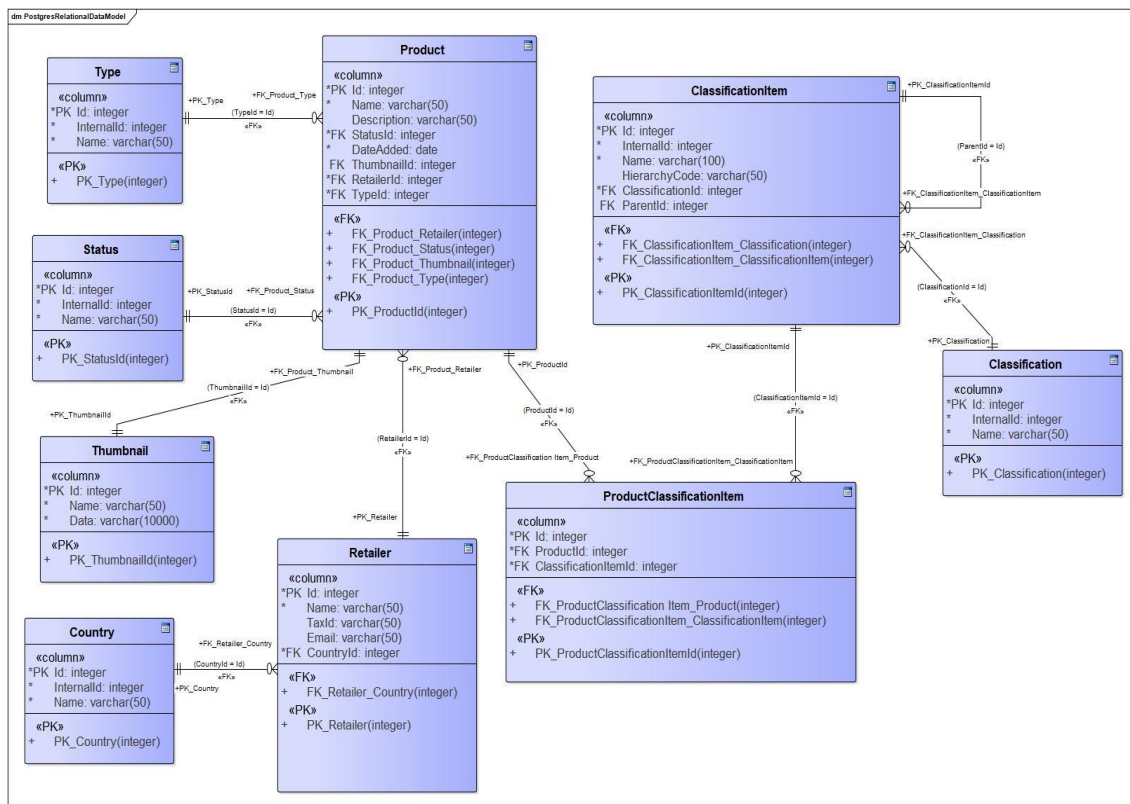 dm PostgresRelationalDataModel
Type
«column»
*PK Id: integer
* InternalId: integer
* Name: varchar(50)
«PK»
+ PK_Type(integer)
+PK_Type
+FK_Product_Type
(TypeId = Id)
«FK»
Product
«column»
*PK Id: integer
* Name: varchar(50)
Description: varchar(50)
*FK StatusId: integer
* DateAdded: date
FK ThumbnailId: integer
*FK RetailerId: integer
*FK TypeId: integer
«FK»
+ FK_Product_Retailer(integer)
+ FK_Product_Status(integer)
+ FK_Product_Thumbnail(integer)
+ FK_Product_Type(integer)
«PK»
+ PK_ProductId(integer)
ClassificationItem
«column»
*PK Id: integer
* InternalId: integer
* Name: varchar(100)
HierarchyCode: varchar(50)
*FK ClassificationId: integer
FK ParentId: integer
«FK»
+ FK_ClassificationItem_Classification(integer)
+ FK_ClassificationItem_ClassificationItem(integer)
«PK»
+ PK_ClassificationItemId(integer)
+PK_ClassificationItemId
(ParentId = Id)
«FK»
+FK_ClassificationItem_ClassificationItem
+FK_ClassificationItem_Classification
(ClassificationId = Id)
«FK»
+PK_Classification
Status
«column»
*PK Id: integer
* InternalId: integer
* Name: varchar(50)
«PK»
+ PK_StatusId(integer)
+PK_StatusId
+FK_Product_Status
(StatusId = Id)
«FK»
+FK_Product_Thumbnail
(ThumbnailId = Id)
«FK»
+PK_ThumbnailId
+FK_Product_Retailer
(RetailerId = Id)
«FK»
+PK_Retailer
+PK_ProductId
(ProductId = Id)
«FK»
+FK_ProductClassification Item_Product
+PK_ClassificationItemId
(ClassificationItemId = Id)
«FK»
+FK_ProductClassificationItem_ClassificationItem
Classification
«column»
*PK Id: integer
* InternalId: integer
* Name: varchar(50)
«PK»
+ PK_Classification(integer)
Thumbnail
«column»
*PK Id: integer
* Name: varchar(50)
* Data: varchar(10000)
«PK»
+ PK_ThumbnailId(integer)
ProductClassificationItem
«column»
*PK Id: integer
*FK ProductId: integer
*FK ClassificationItemId: integer
«FK»
+ FK_ProductClassification Item_Product(integer)
+ FK_ProductClassificationItem_ClassificationItem(integer)
«PK»
+ PK_ProductClassificationItemId(integer)
Retailer
«column»
*PK Id: integer
* Name: varchar(50)
TaxId: varchar(50)
Email: varchar(50)
*FK CountryId: integer
«FK»
+ FK_Retailer_Country(integer)
«PK»
+ PK_Retailer(integer)
Country
«column»
*PK Id: integer
* InternalId: integer
* Name: varchar(50)
«PK»
+ PK_Country(integer)
+FK_Retailer_Country
(CountryId = Id)
«FK»
+PK_Country